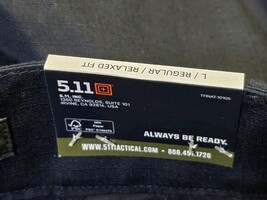 L / REGULAR / RELAXED FIT
5.11
5.11, INC.
1360 REYNOLDS, SUITE 101
IRVINE, CA 92614, USA
ALWAYS BE READY.
WWW.511TACTICAL.COM • 866.451.1726